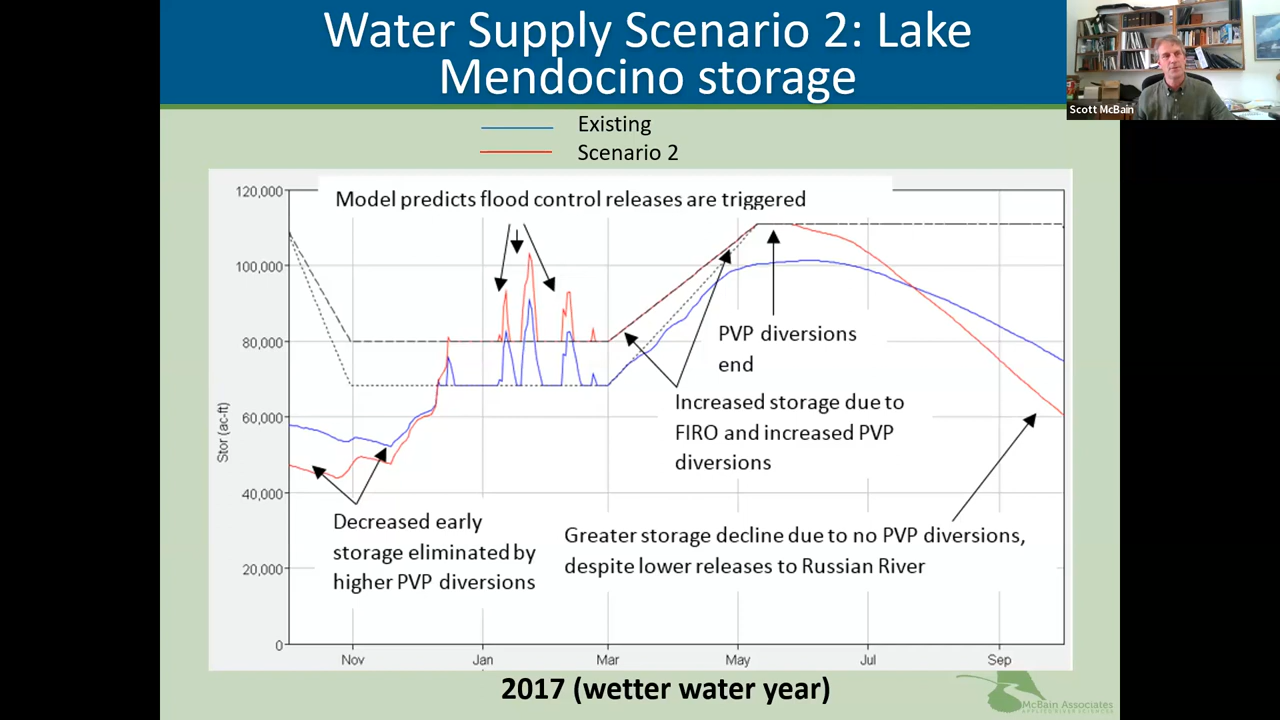 Water Supply Scenario 2: Lake
Mendocino storage
Scott McBain
Existing
Scenario 2
Model predicts flood control releases are triggered
120,000
100,000
80,000
60,000
40,000
20,000
0
Stor (ac-ft)
PVP diversions
end
Increased storage due to
FIRO and increased PVP
diversions
Decreased early
storage eliminated by
higher PVP diversions
Greater storage decline due to no PVP diversions,
despite lower releases to Russian River
Nov
Jan
Mar
May
Jul
Sep
2017 (wetter water year)
McBain Associates
APPLIED RIVER SCIENCES